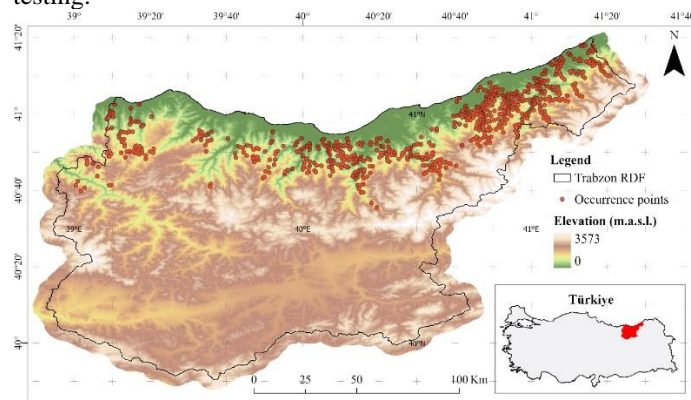 testing.
39° 39°20' 39°40' 40° 40°20' 40°40' 41° 41°20' 41°40'
41°20'
41°
40°40'
40°20'
40°
N
41°N
39°E
40°E
41°E
40°N
Legend
Trabzon RDF
Occurrence points
Elevation (m.a.s.l.)
3573
0
Türkiye
0 25 50 100 Km